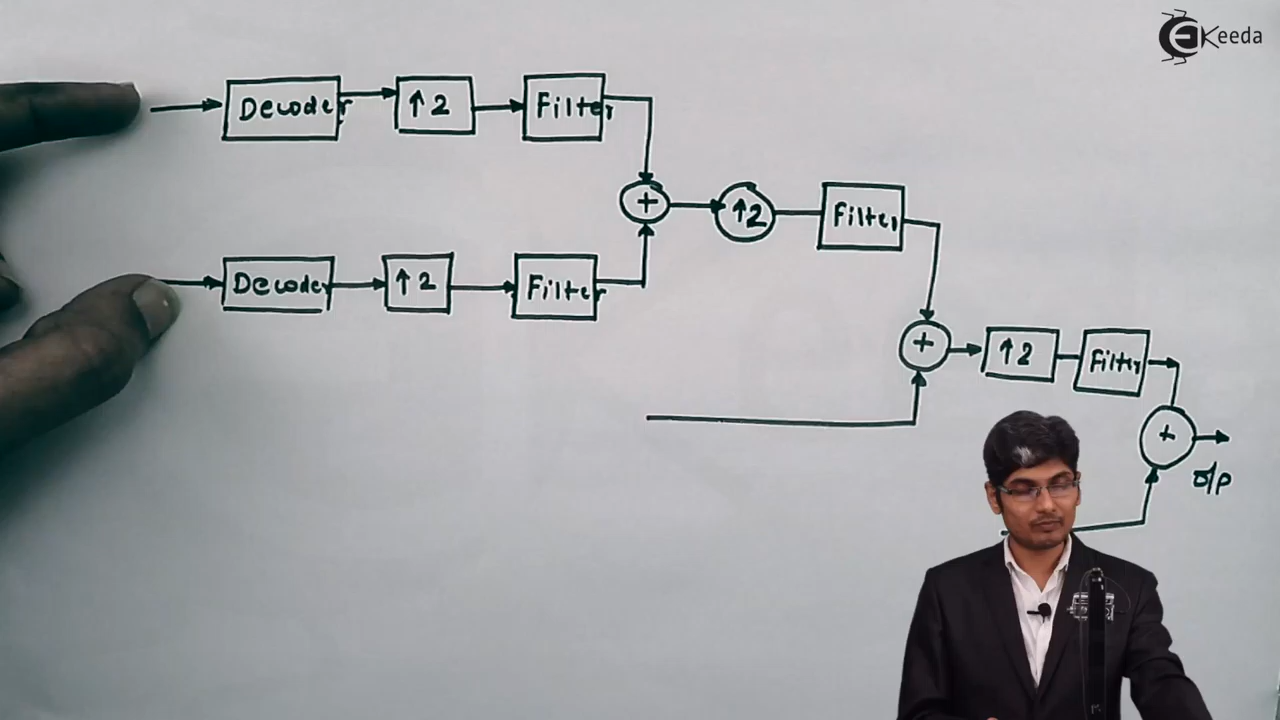 EKeeda
Decoder ↑2 Filter
+ ↑2 Filter
Decoder ↑2 Filter
+ ↑2 Filter
+
O/P